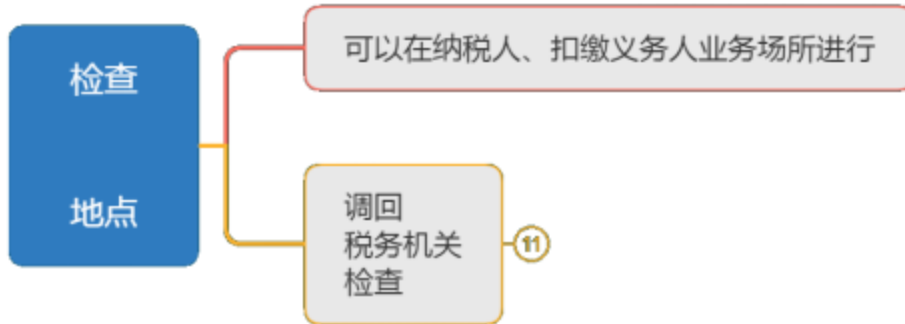 检查
地点
可以在纳税人、扣缴义务人业务场所进行
调回
税务机关
检查
11